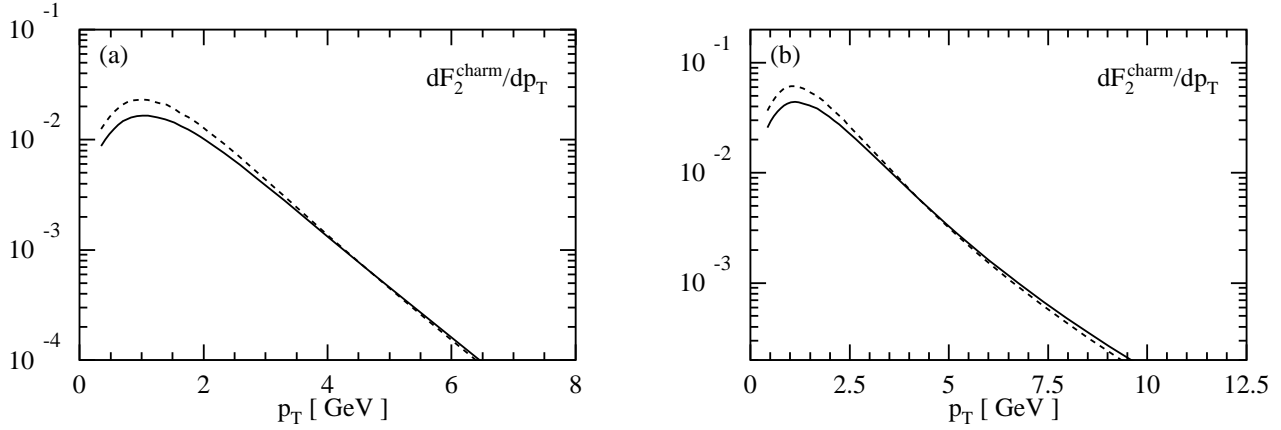 10^-1
(a)
dF_2^charm/dp_T
10^-2
10^-3
10^-4
0 2 4 6 8
p_T [ GeV ]
10^-1
(b)
dF_2^charm/dp_T
10^-2
10^-3
0 2.5 5 7.5 10 12.5
p_T [ GeV ]